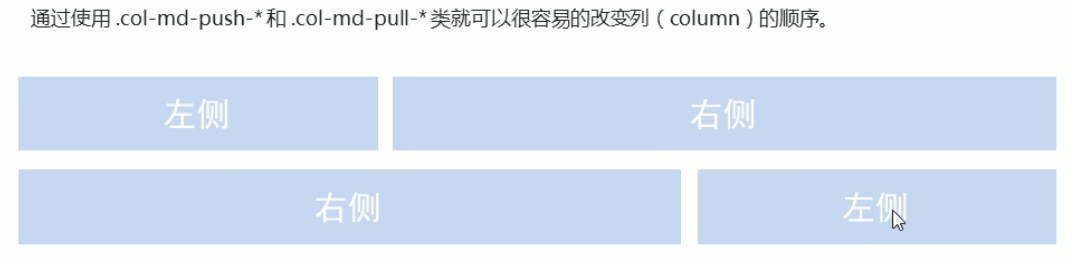 通过使用 .col-md-push-* 和 .col-md-pull-* 类就可以很容易的改变列（column）的顺序。
左侧 右侧
右侧 左侧